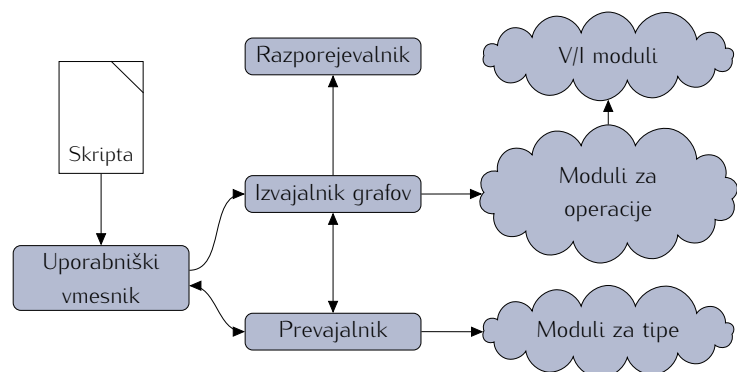 Razporejevalnik
V/I moduli
Skripta
Izvajalnik grafov
Moduli za
operacije
Uporabniški
vmesnik
Prevajalnik
Moduli za tipe